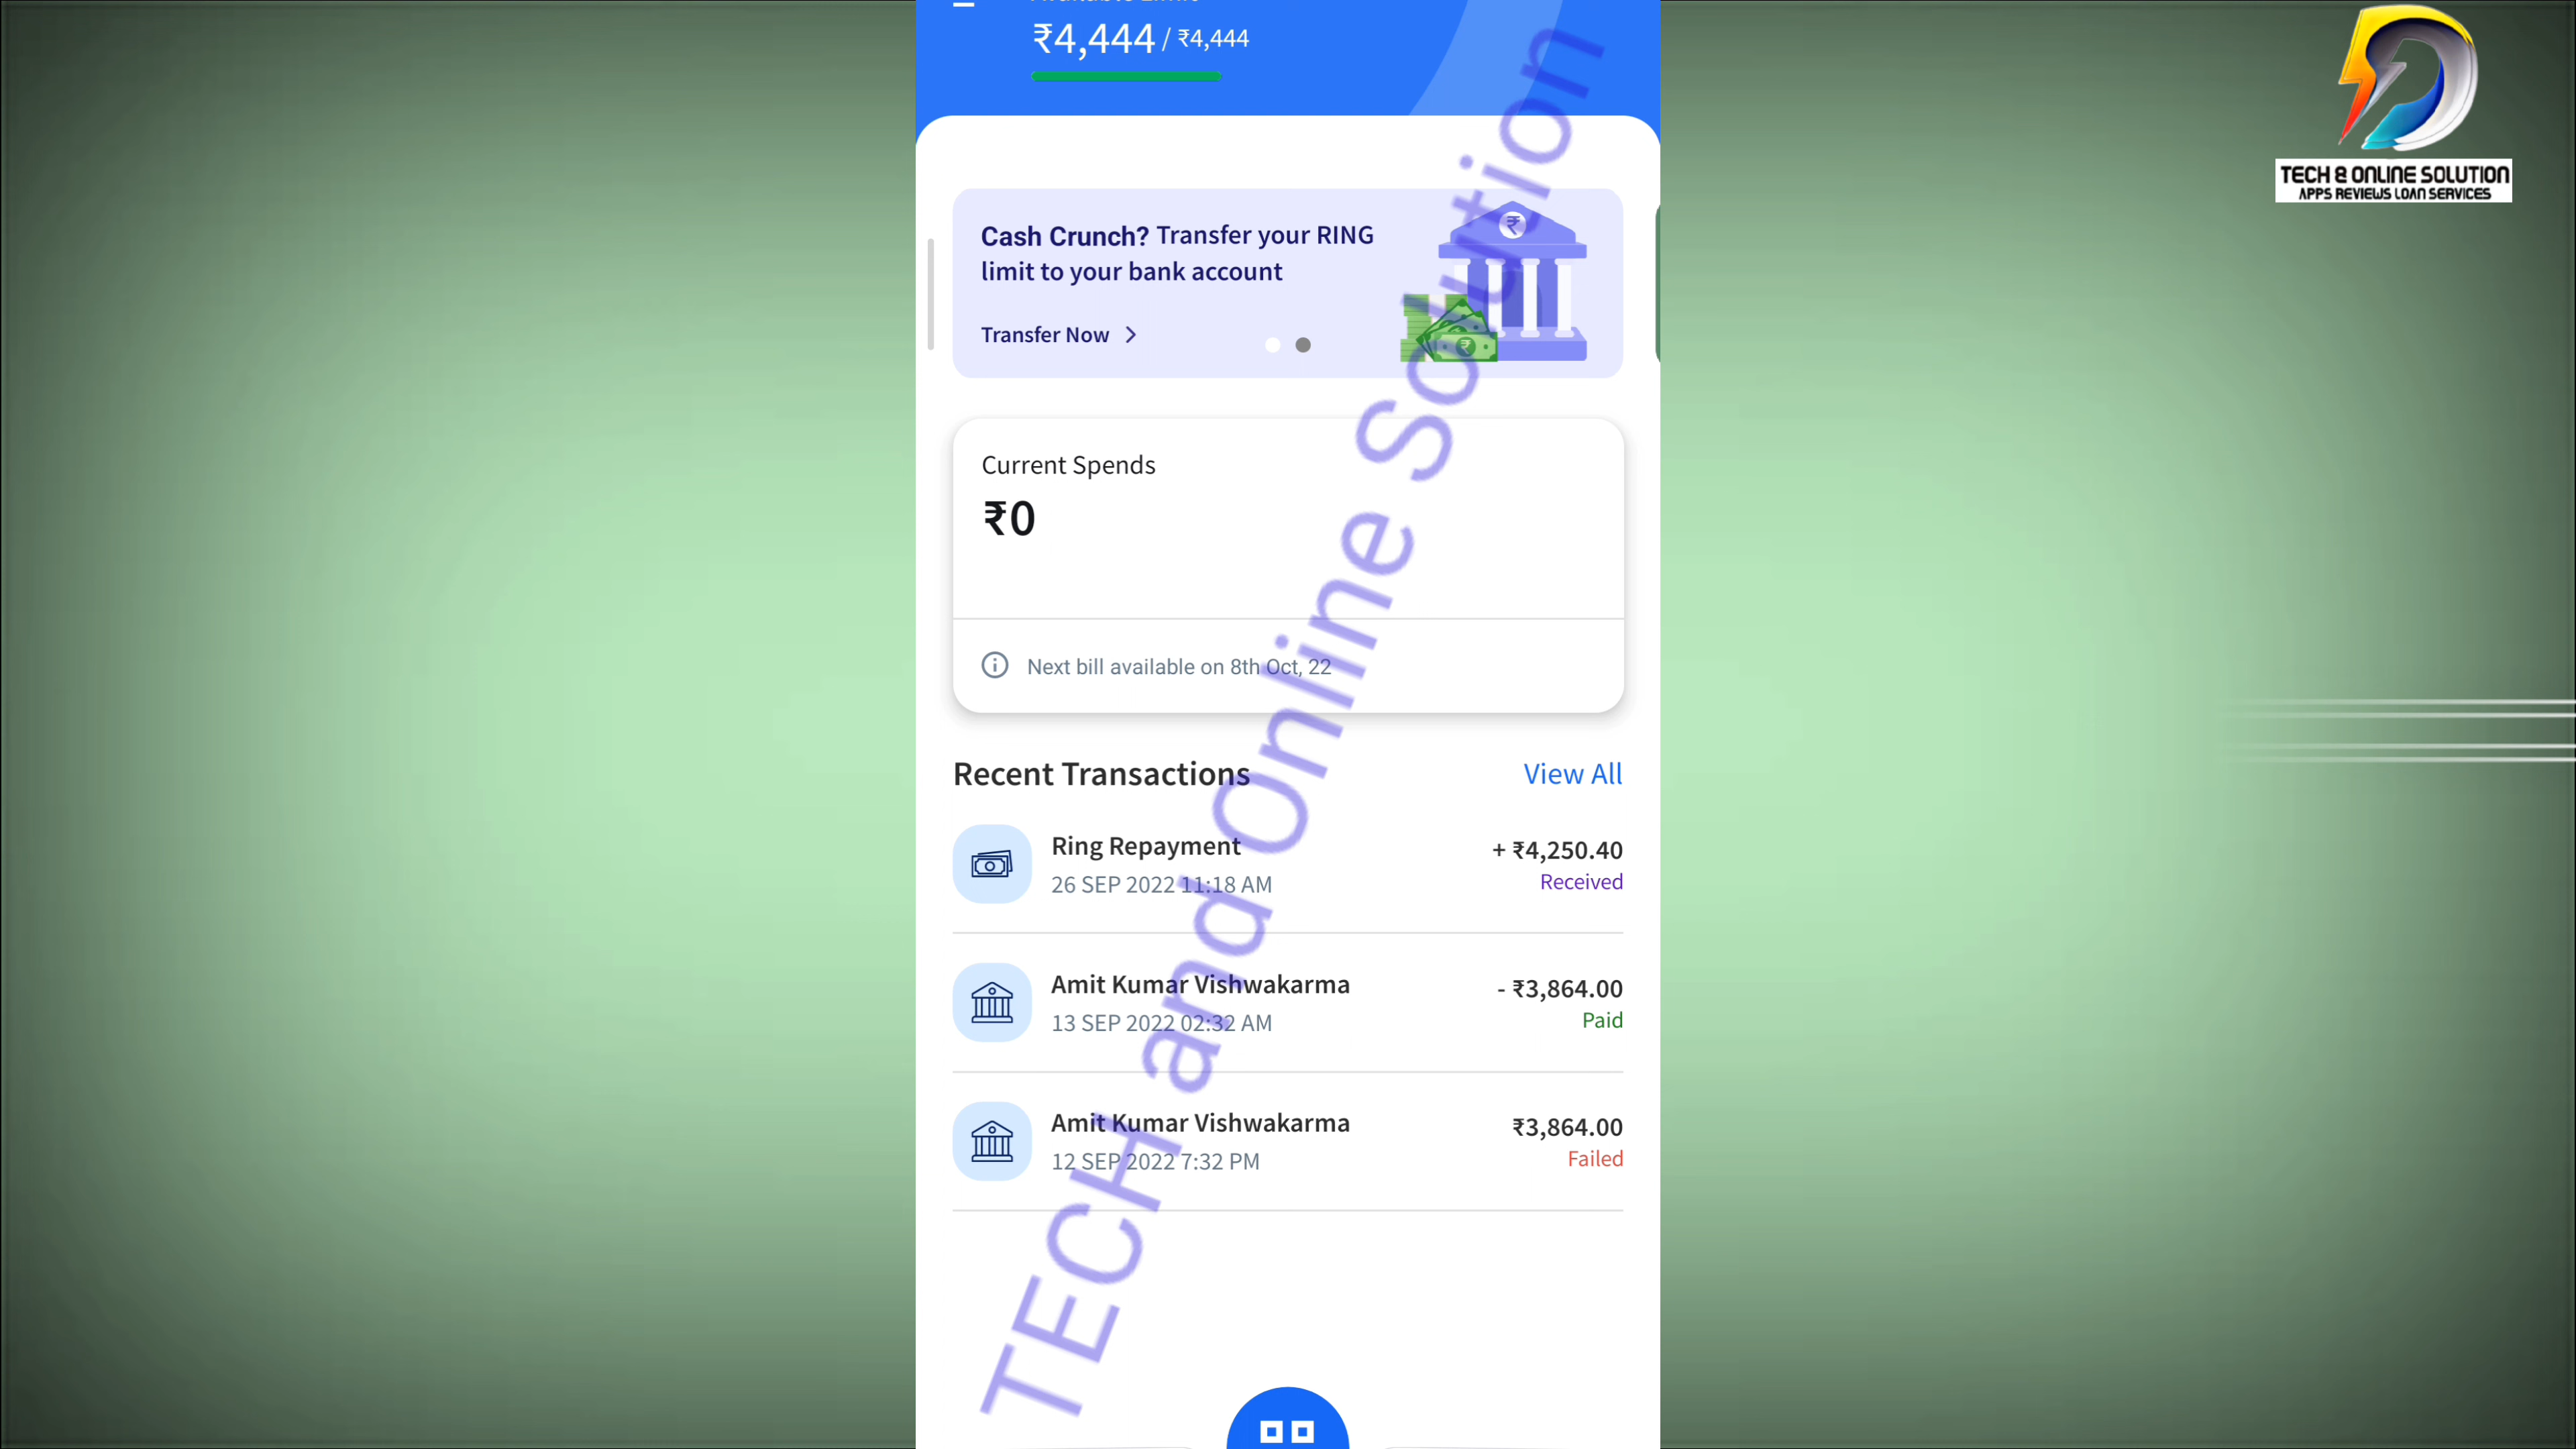 Available Limit
₹4,444 / ₹4,444
Cash Crunch? Transfer your RING
limit to your bank account
Transfer Now
Current Spends
₹0
Next bill available on 8th Oct, 22
Recent Transactions
View All
Ring Repayment
+ ₹4,250.40
26 SEP 2022 11:18 AM
Received
Amit Kumar Vishwakarma
- ₹3,864.00
13 SEP 2022 02:32 AM
Paid
Amit Kumar Vishwakarma
₹3,864.00
12 SEP 2022 7:32 PM
Failed
TECH and Online Solution
TECH & ONLINE SOLUTION
APPS REVIEWS LOAN SERVICES